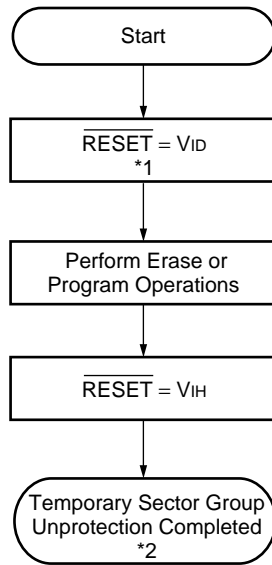 Start
RESET = VID
*1
Perform Erase or
Program Operations
RESET = VIH
Temporary Sector Group
Unprotection Completed
*2